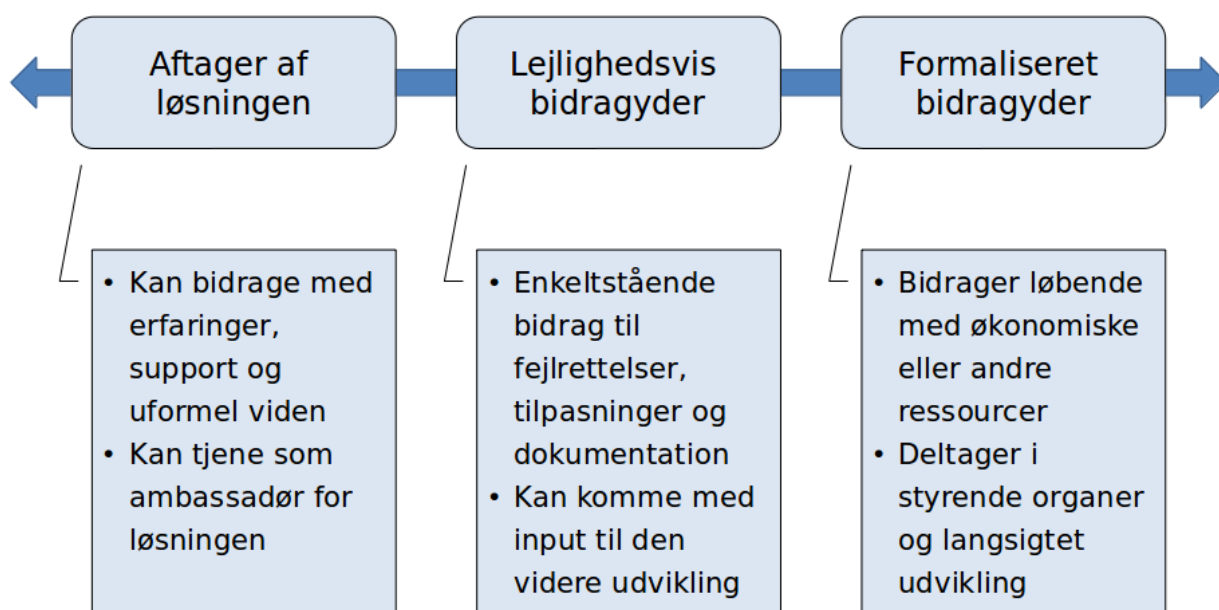 Aftager af
løsningen
Lejlighedsvis
bidragyder
Formaliseret
bidragyder
• Kan bidrage med
erfaringer,
support og
uformel viden
• Kan tjene som
ambassadør for
løsningen
• Enkeltstående
bidrag til
fejlrettelser,
tilpasninger og
dokumentation
• Kan komme med
input til den
videre udvikling
• Bidrager løbende
med økonomiske
eller andre
ressourcer
• Deltager i
styrende organer
og langsigtet
udvikling